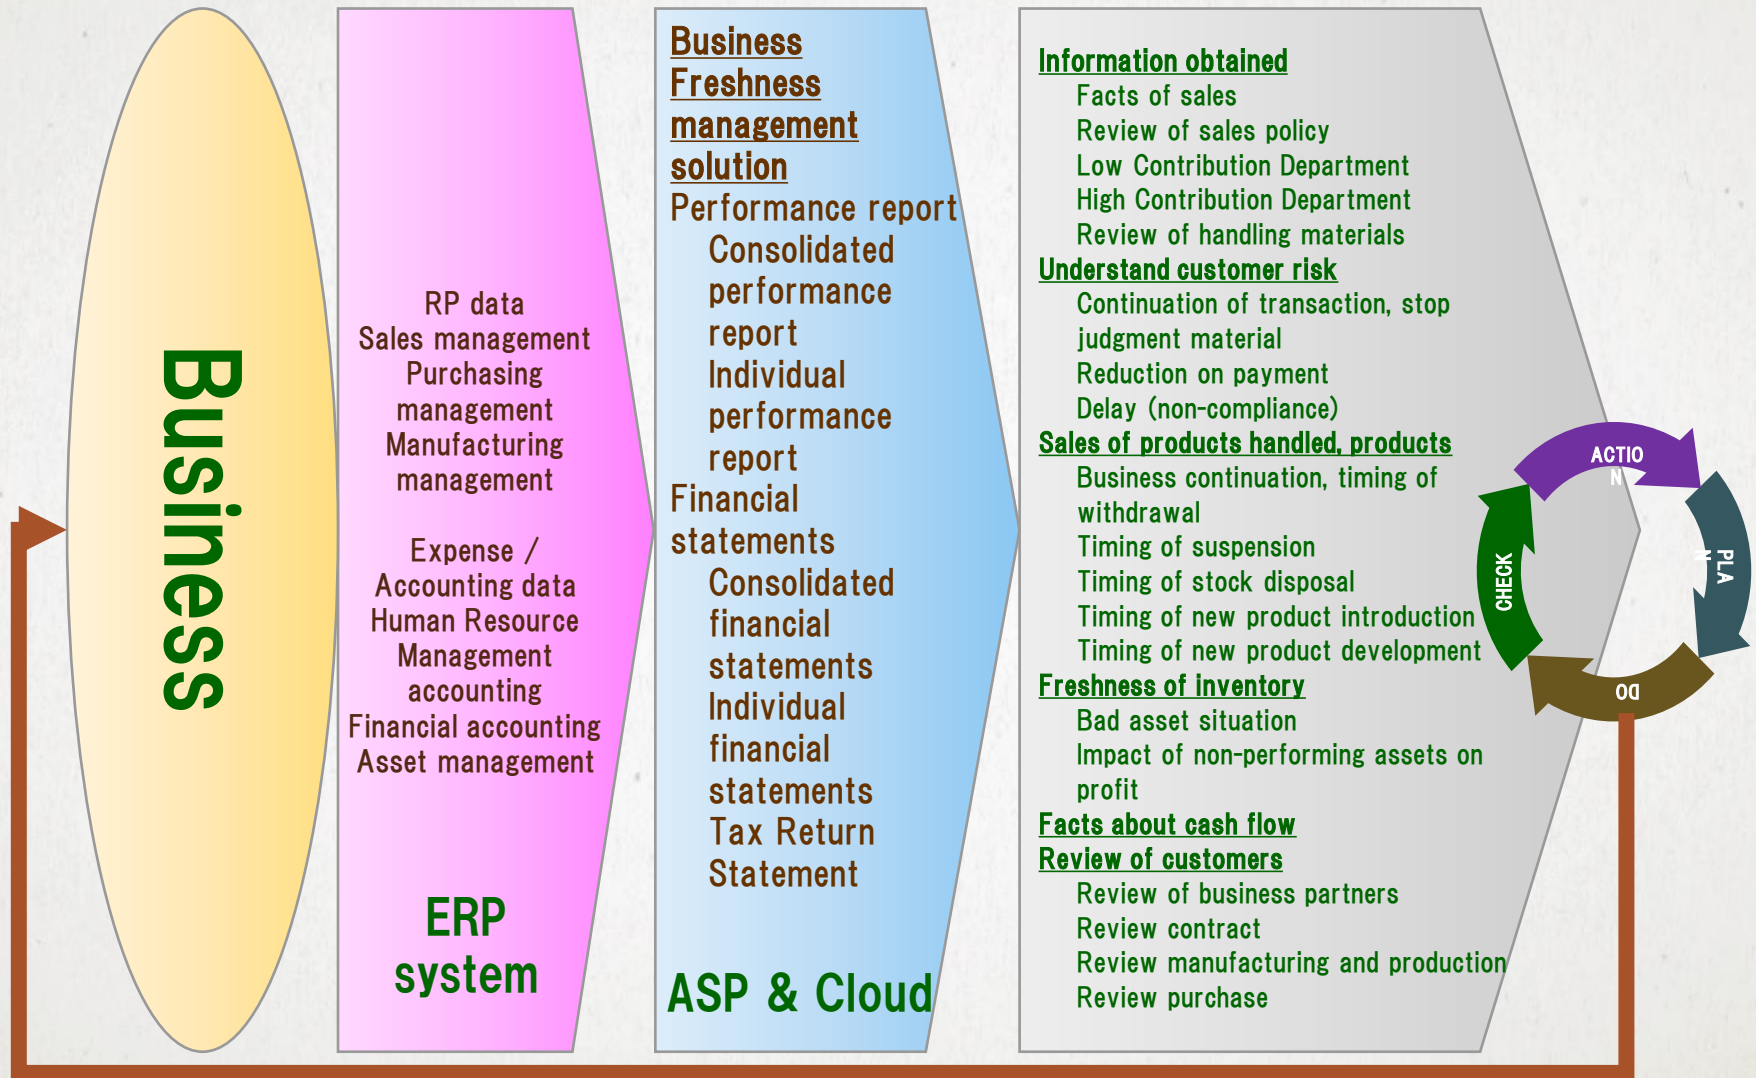 Business
RP data
Sales management
Purchasing
management
Manufacturing
management
Expense /
Accounting data
Human Resource
Management
accounting
Financial accounting
Asset management
ERP
system
Business
Freshness
management
solution
Performance report
Consolidated
performance
report
Individual
performance
report
Financial
statements
Consolidated
financial
statements
Individual
financial
statements
Tax Return
Statement
ASP & Cloud
Information obtained
Facts of sales
Review of sales policy
Low Contribution Department
High Contribution Department
Review of handling materials
Understand customer risk
Continuation of transaction, stop
judgment material
Reduction on payment
Delay (non-compliance)
Sales of products handled, products
Business continuation, timing of
withdrawal
Timing of suspension
Timing of stock disposal
Timing of new product introduction
Timing of new product development
Freshness of inventory
Bad asset situation
Impact of non-performing assets on
profit
Facts about cash flow
Review of customers
Review of business partners
Review contract
Review manufacturing and production
Review purchase
ACTIO
N
PLA
N
DO
CHECK